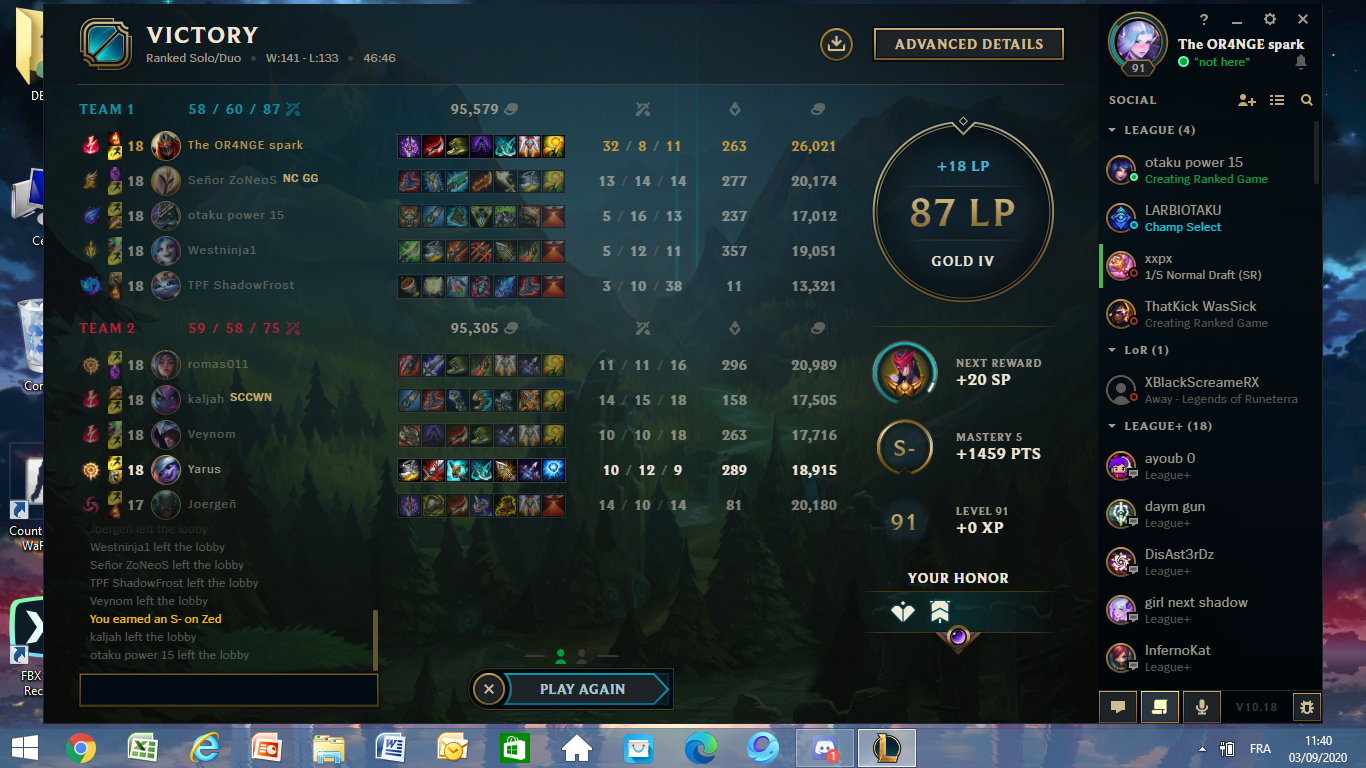 VICTORY
Ranked Solo/Duo • W:141 - L:133 • 46:46
ADVANCED DETAILS
TEAM 1 58 / 60 / 87 95,579
18 The OR4NGE spark 32 / 8 / 11 263 26,021
18 Señor ZoNeoS NC GG 13 / 14 / 14 277 20,174
18 otaku power 15 5 / 16 / 13 237 17,012
18 Westninja1 5 / 12 / 11 357 19,051
18 TPF ShadowFrost 3 / 10 / 38 11 13,321
TEAM 2 59 / 58 / 75 95,305
18 romas011 11 / 11 / 16 296 20,989
18 kaljah SCCWN 14 / 15 / 18 158 17,505
18 Veynom 10 / 10 / 18 263 17,716
18 Yarus 10 / 12 / 9 289 18,915
17 Joergeñ 14 / 10 / 14 81 20,180
Joergeñ left the lobby
Westninja1 left the lobby
Señor ZoNeoS left the lobby
TPF ShadowFrost left the lobby
Veynom left the lobby
You earned an S- on Zed
kaljah left the lobby
otaku power 15 left the lobby
PLAY AGAIN
+18 LP
87 LP
GOLD IV
NEXT REWARD
+20 SP
S-
MASTERY 5
+1459 PTS
91
LEVEL 91
+0 XP
YOUR HONOR
91
The OR4NGE spark
"not here"
SOCIAL
LEAGUE (4)
otaku power 15
Creating Ranked Game
LARBIOTAKU
Champ Select
xxpx
1/5 Normal Draft (SR)
ThatKick WasSick
Creating Ranked Game
LoR (1)
XBlackScreameRX
Away - Legends of Runeterra
LEAGUE+ (18)
ayoub 0
League+
daym gun
League+
DisAst3rDz
League+
girl next shadow
League+
InfernoKat
League+
V10.18
DE
Ce
Cor
Count
WaR
FBX
Rec
1
FRA
11:40
03/09/2020